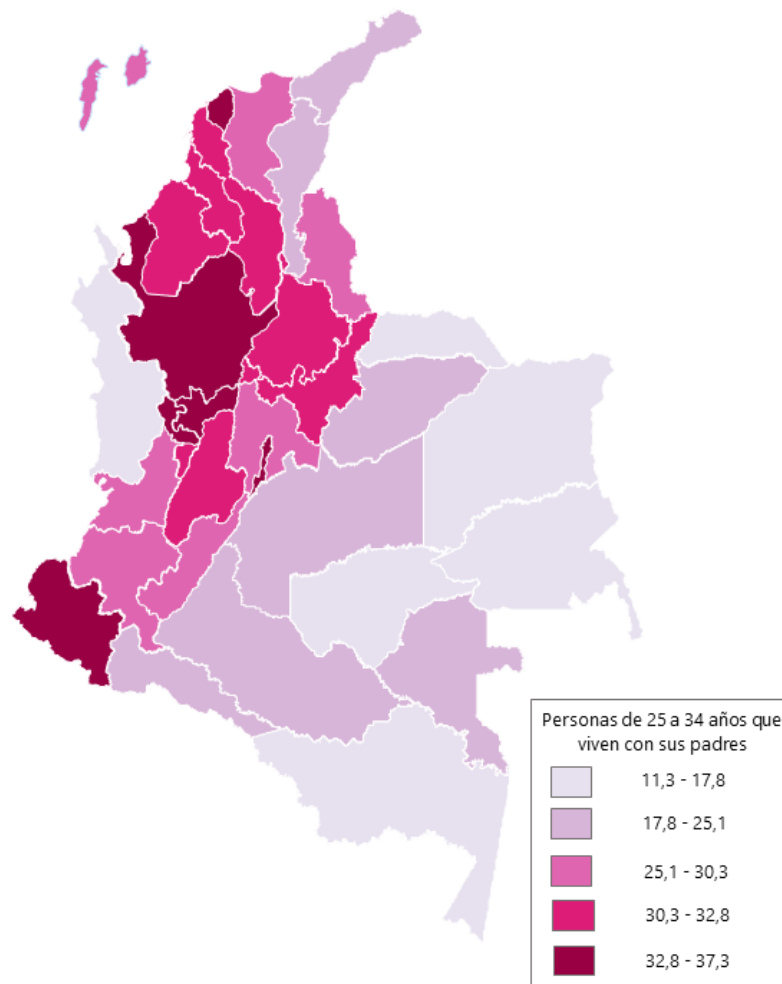 Personas de 25 a 34 años que
viven con sus padres
11,3 - 17,8
17,8 - 25,1
25,1 - 30,3
30,3 - 32,8
32,8 - 37,3